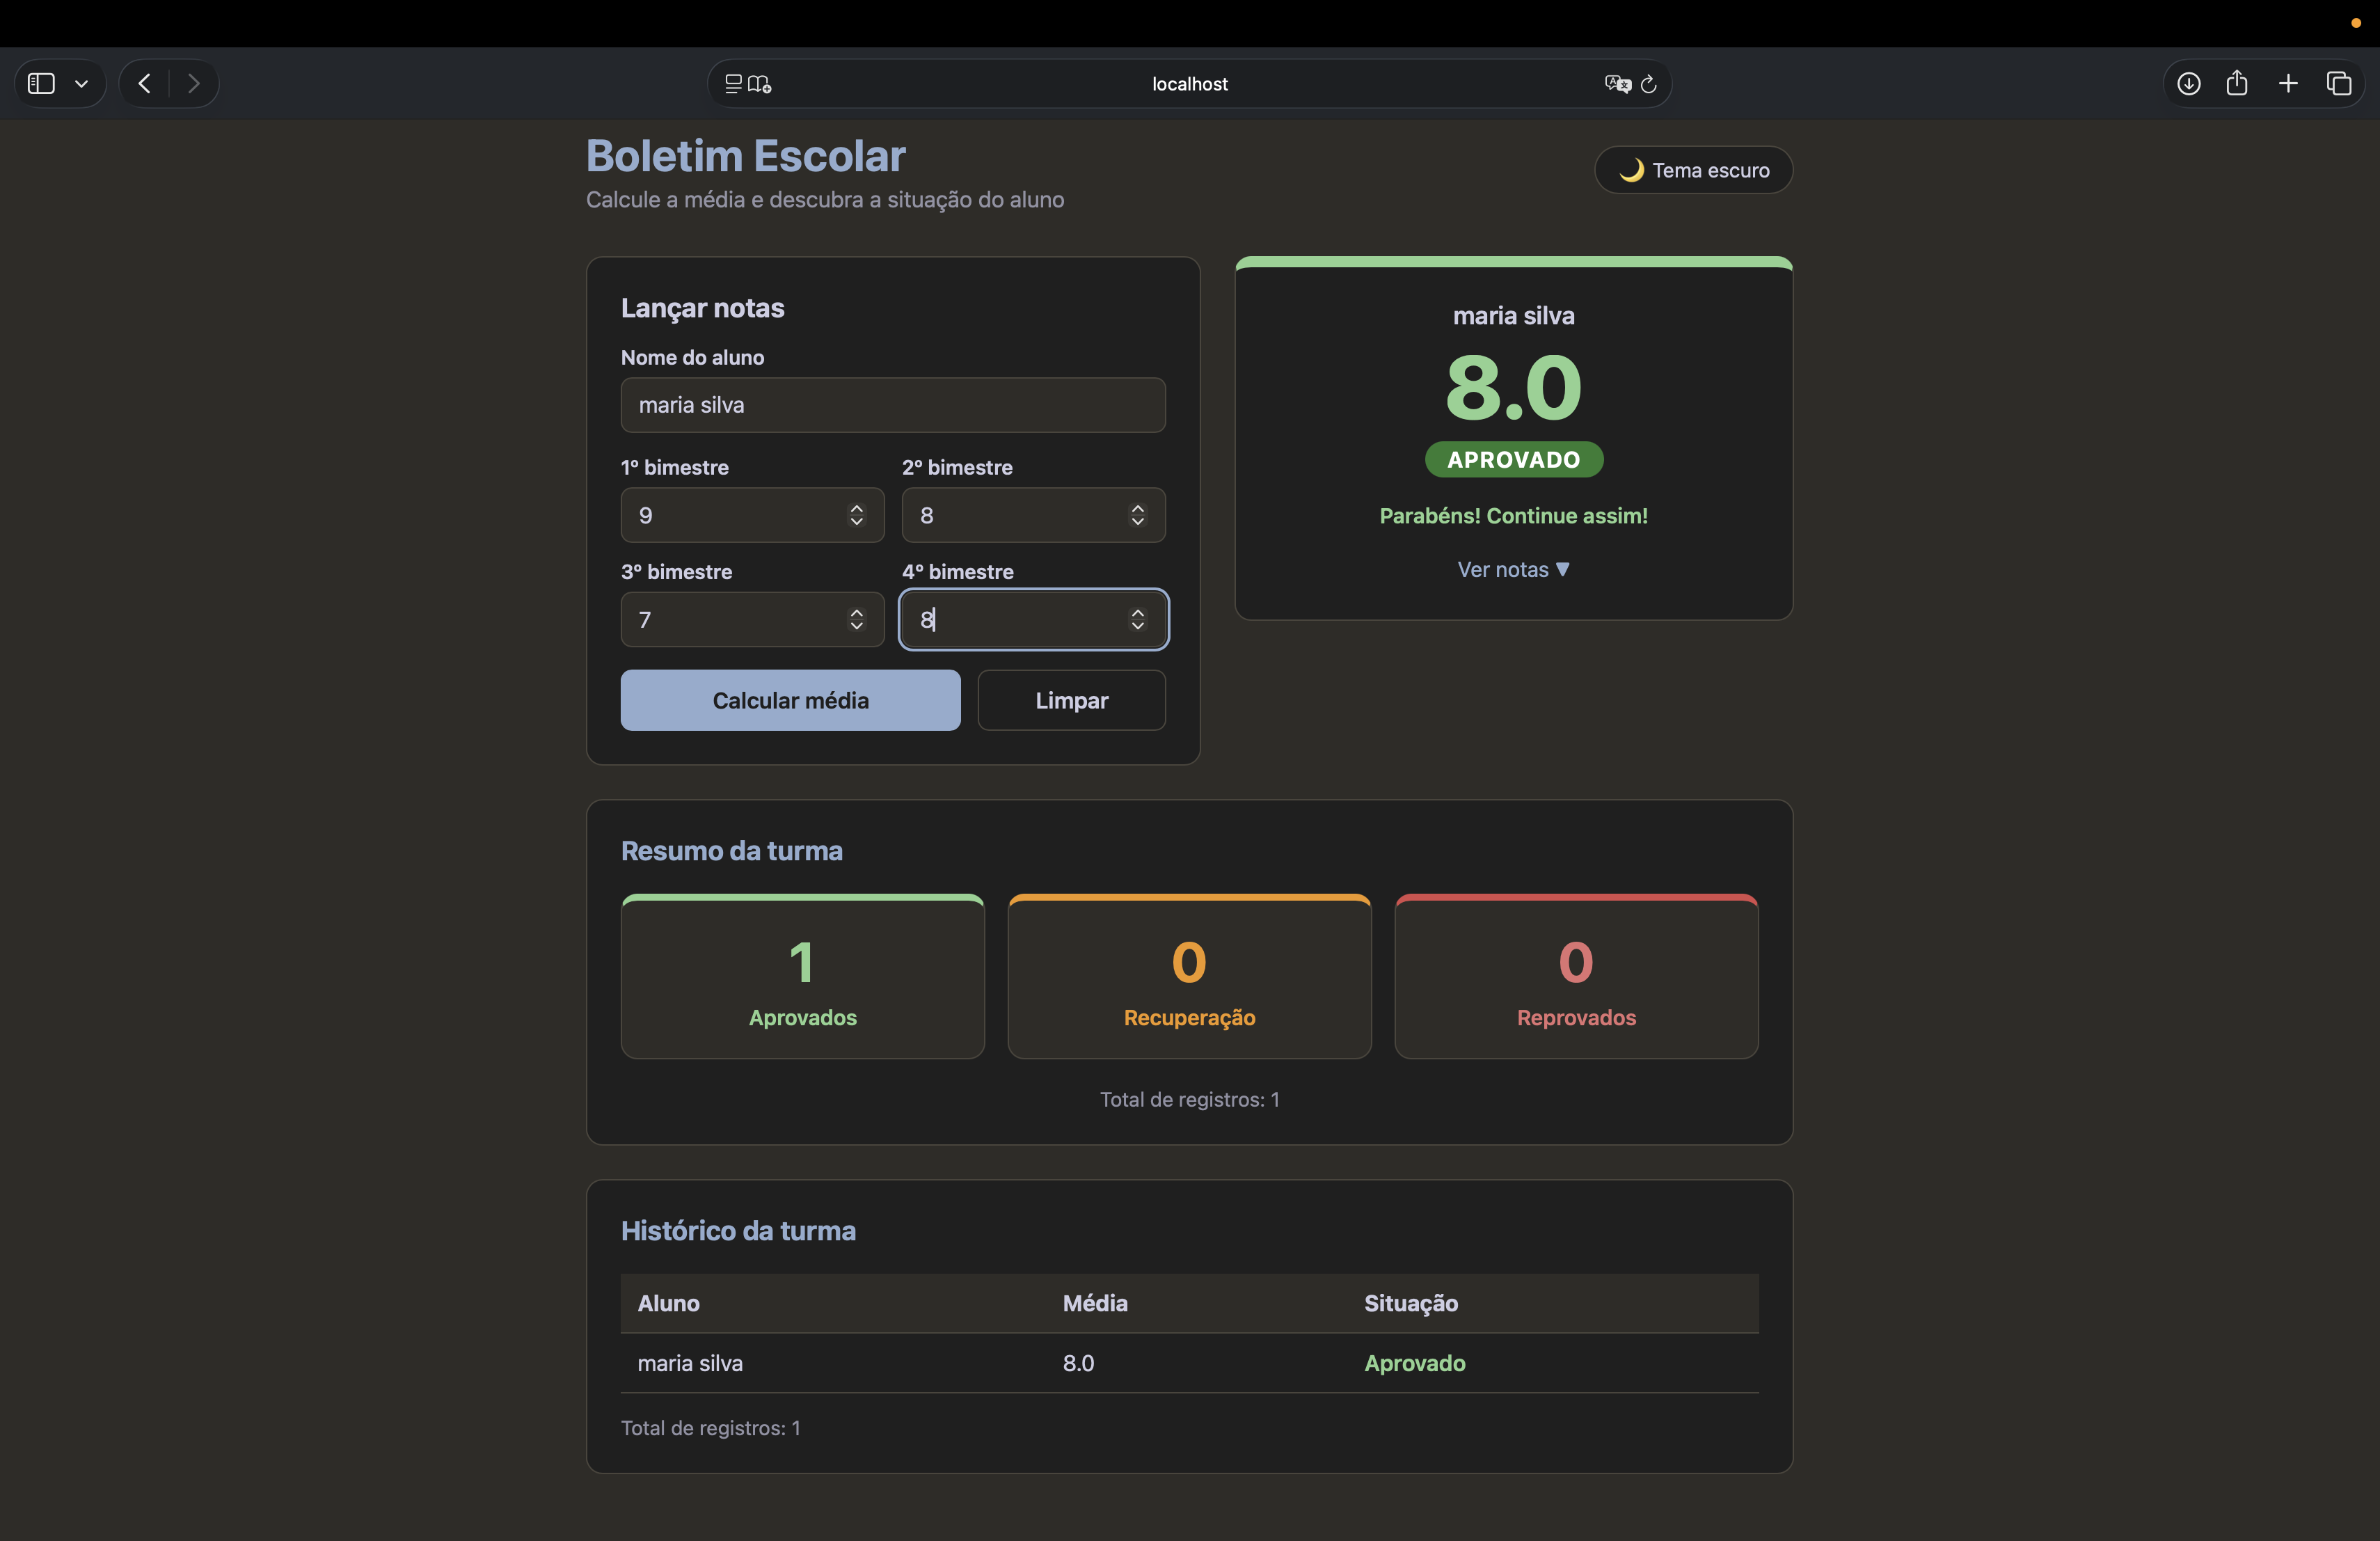 localhost
Boletim Escolar
Calcule a média e descubra a situação do aluno
🌙 Tema escuro
Lançar notas
Nome do aluno
maria silva
1º bimestre
2º bimestre
9
8
3º bimestre
4º bimestre
7
8
Calcular média
Limpar
maria silva
8.0
APROVADO
Parabéns! Continue assim!
Ver notas ▼
Resumo da turma
1
Aprovados
0
Recuperação
0
Reprovados
Total de registros: 1
Histórico da turma
Aluno Média Situação
maria silva 8.0 Aprovado
Total de registros: 1